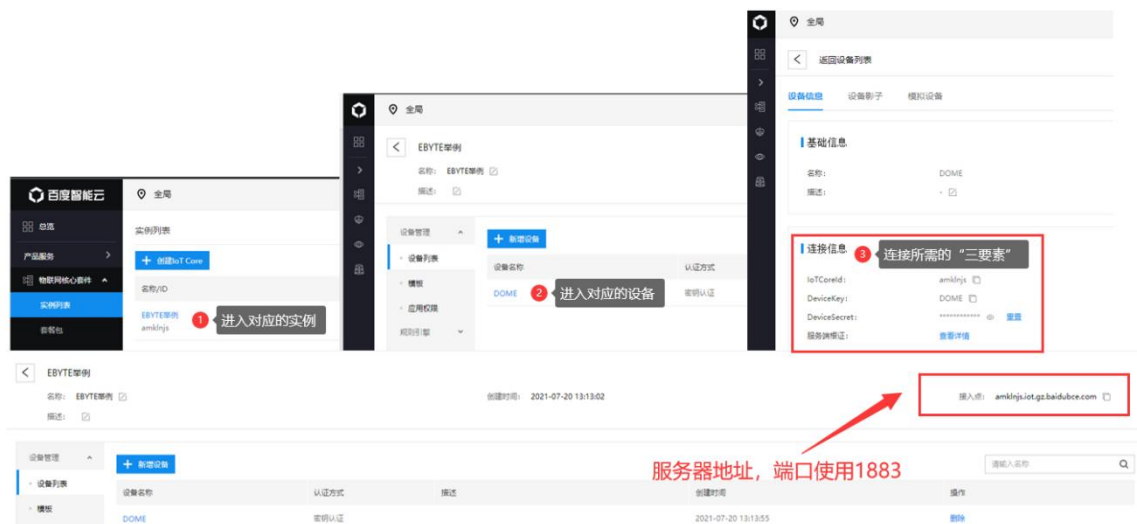 百度智能云
全局
总览
产品服务
物联网核心套件
实例列表
套餐包
实例列表
+ 创建IoT Core
名称/ID
EBYTE举例
amklnjs
1 进入对应的实例
全局
EBYTE举例
名称: EBYTE举例
描述:
设备管理
设备列表
模板
应用权限
规则引擎
+ 新增设备
设备名称 认证方式
DOME 密钥认证
2 进入对应的设备
全局
返回设备列表
设备信息 设备影子 模拟设备
基础信息
名称: DOME
描述: -
连接信息
3 连接所需的“三要素”
IoTCoreId: amklnjs
DeviceKey: DOME
DeviceSecret: ************ 重置
服务端根证: 查看详情
EBYTE举例
名称: EBYTE举例 创建时间: 2021-07-20 13:13:02 接入点: amklnjs.iot.gz.baidubce.com
描述:
服务器地址，端口使用1883
设备管理
设备列表
模板
+ 新增设备
请输入名称
设备名称 认证方式 描述 创建时间 操作
DOME 密钥认证 2021-07-20 13:13:55 删除